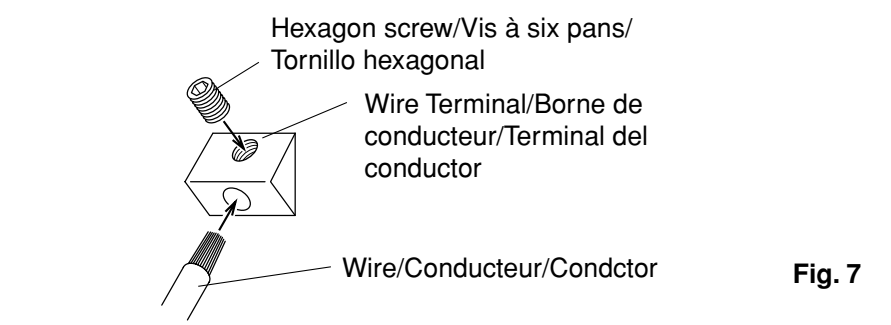 Hexagon screw/Vis à six pans/
Tornillo hexagonal
Wire Terminal/Borne de
conducteur/Terminal del
conductor
Wire/Conducteur/Condctor
Fig. 7